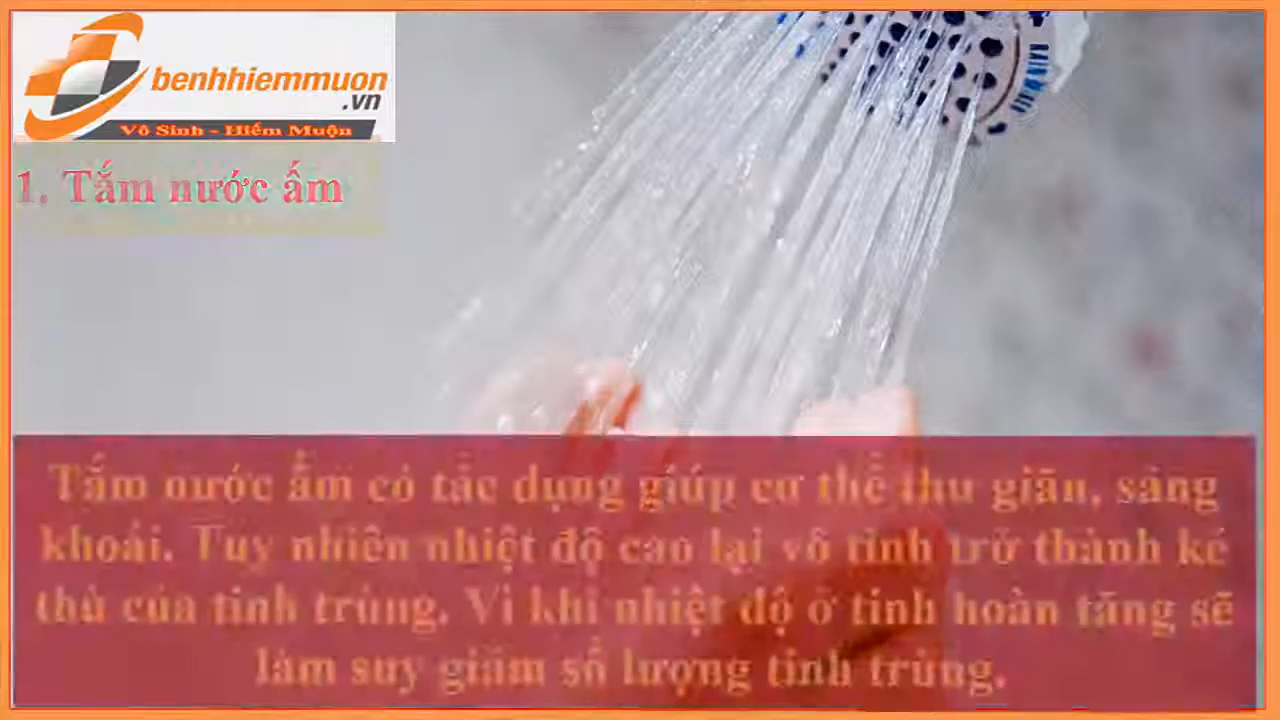 benhhiemmuon
.vn
Vô Sinh - Hiếm Muộn
1. Tắm nước ấm
Tắm nước ấm có tác dụng giúp cơ thể thư giãn, sảng
khoái. Tuy nhiên nhiệt độ cao lại vô tình trở thành kẻ
thù của tinh trùng. Vì khi nhiệt độ ở tinh hoàn tăng sẽ
làm suy giảm số lượng tinh trùng.